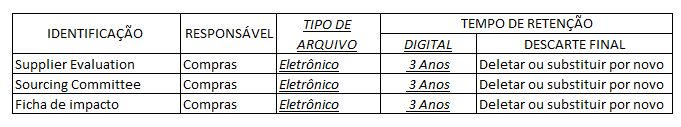 IDENTIFICAÇÃO RESPONSÁVEL TIPO DE ARQUIVO TEMPO DE RETENÇÃO
DIGITAL DESCARTE FINAL
Supplier Evaluation Compras Eletrônico 3 Anos Deletar ou substituir por novo
Sourcing Committee Compras Eletrônico 3 Anos Deletar ou substituir por novo
Ficha de impacto Compras Eletrônico 3 Anos Deletar ou substituir por novo